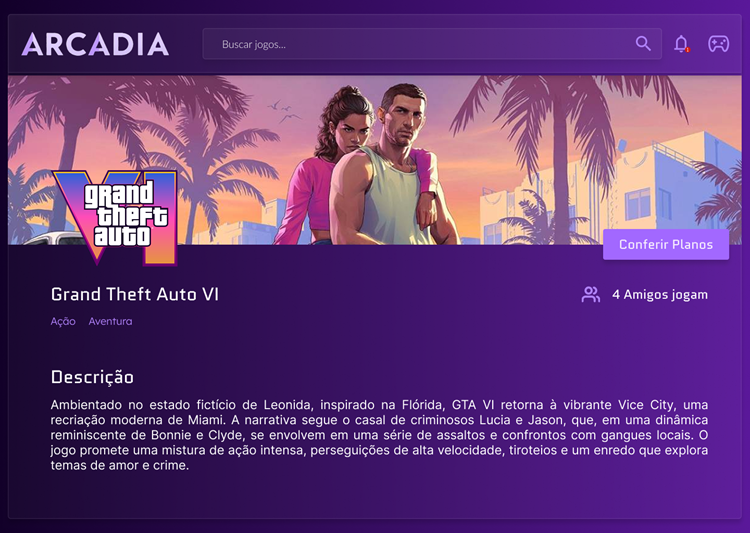 ARCADIA
Buscar jogos...
1
VI
grand
theft
auto
Conferir Planos
Grand Theft Auto VI
4 Amigos jogam
Ação Aventura
Descrição
Ambientado no estado fictício de Leonida, inspirado na Flórida, GTA VI retorna à vibrante Vice City, uma
recriação moderna de Miami. A narrativa segue o casal de criminosos Lucia e Jason, que, em uma dinâmica
reminiscente de Bonnie e Clyde, se envolvem em uma série de assaltos e confrontos com gangues locais. O
jogo promete uma mistura de ação intensa, perseguições de alta velocidade, tiroteios e um enredo que explora
temas de amor e crime.